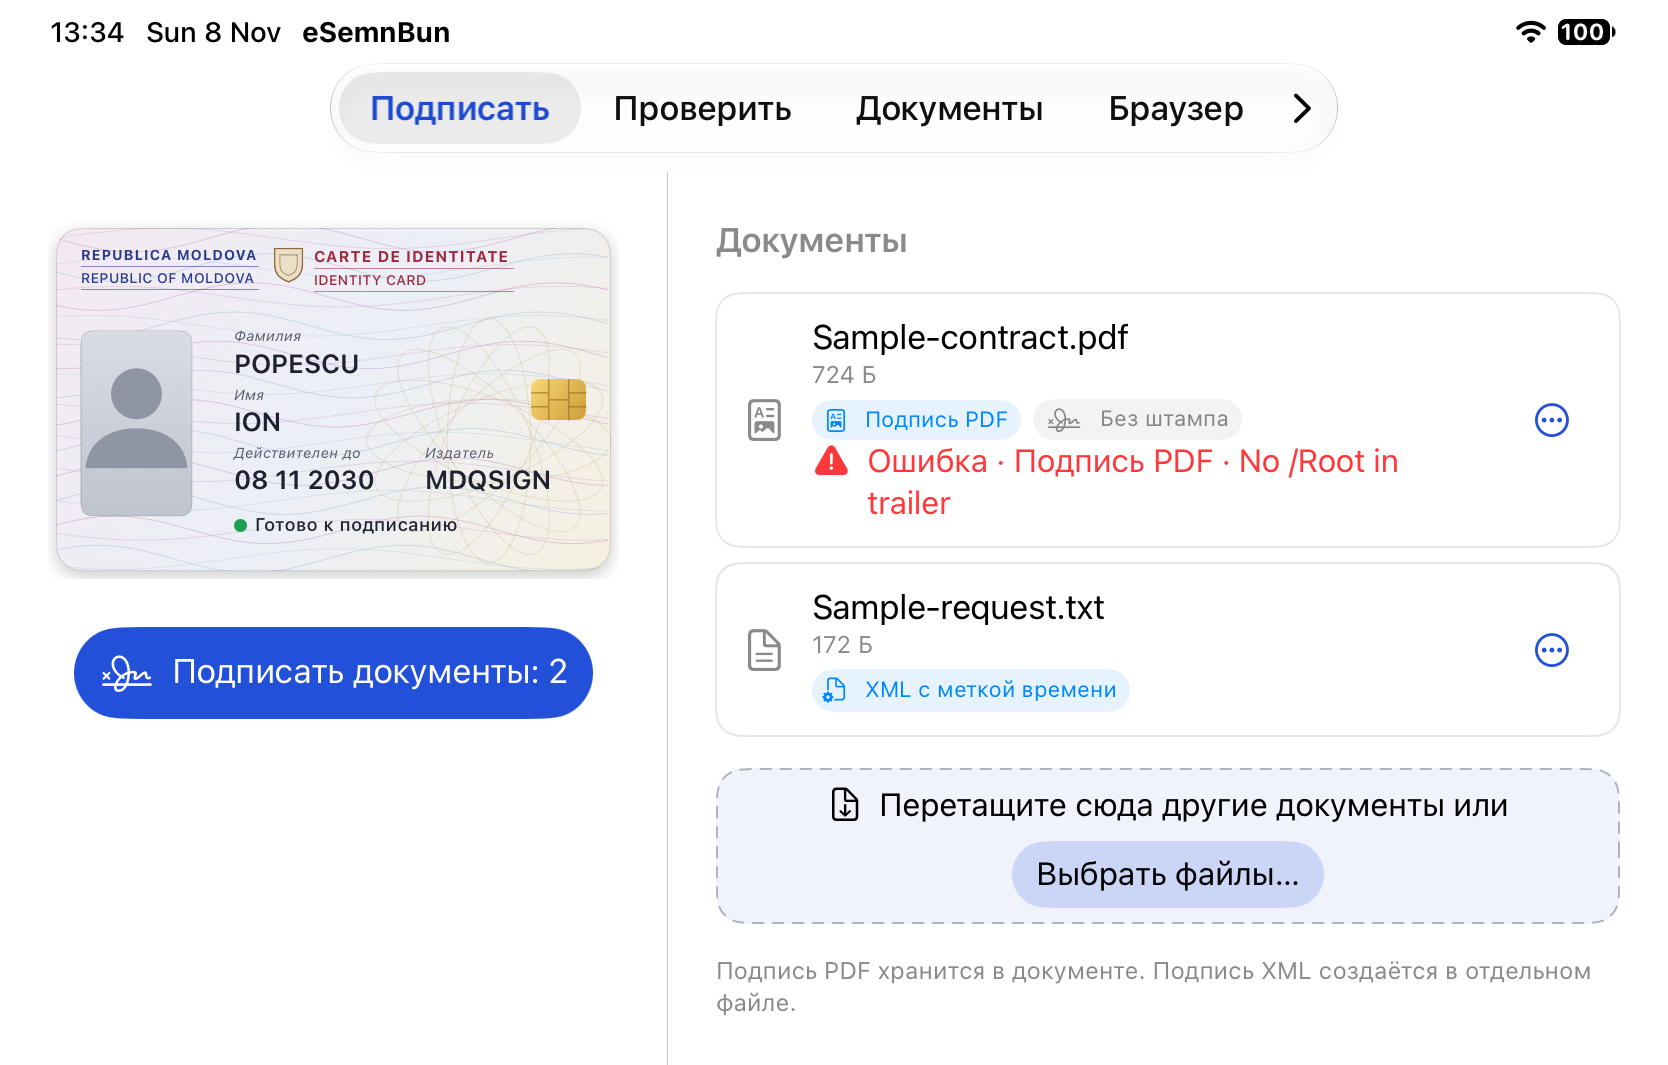 13:34 Sun 8 Nov eSemnBun
100
Подписать Проверить Документы Браузер
REPUBLICA MOLDOVA
REPUBLIC OF MOLDOVA
CARTE DE IDENTITATE
IDENTITY CARD
Фамилия
POPESCU
Имя
ION
Действителен до
08 11 2030
Издатель
MDQSIGN
Готово к подписанию
Подписать документы: 2
Документы
Sample-contract.pdf
724 Б
Подпись PDF
Без штампа
Ошибка · Подпись PDF · No /Root in
trailer
Sample-request.txt
172 Б
XML с меткой времени
Перетащите сюда другие документы или
Выбрать файлы...
Подпись PDF хранится в документе. Подпись XML создаётся в отдельном
файле.